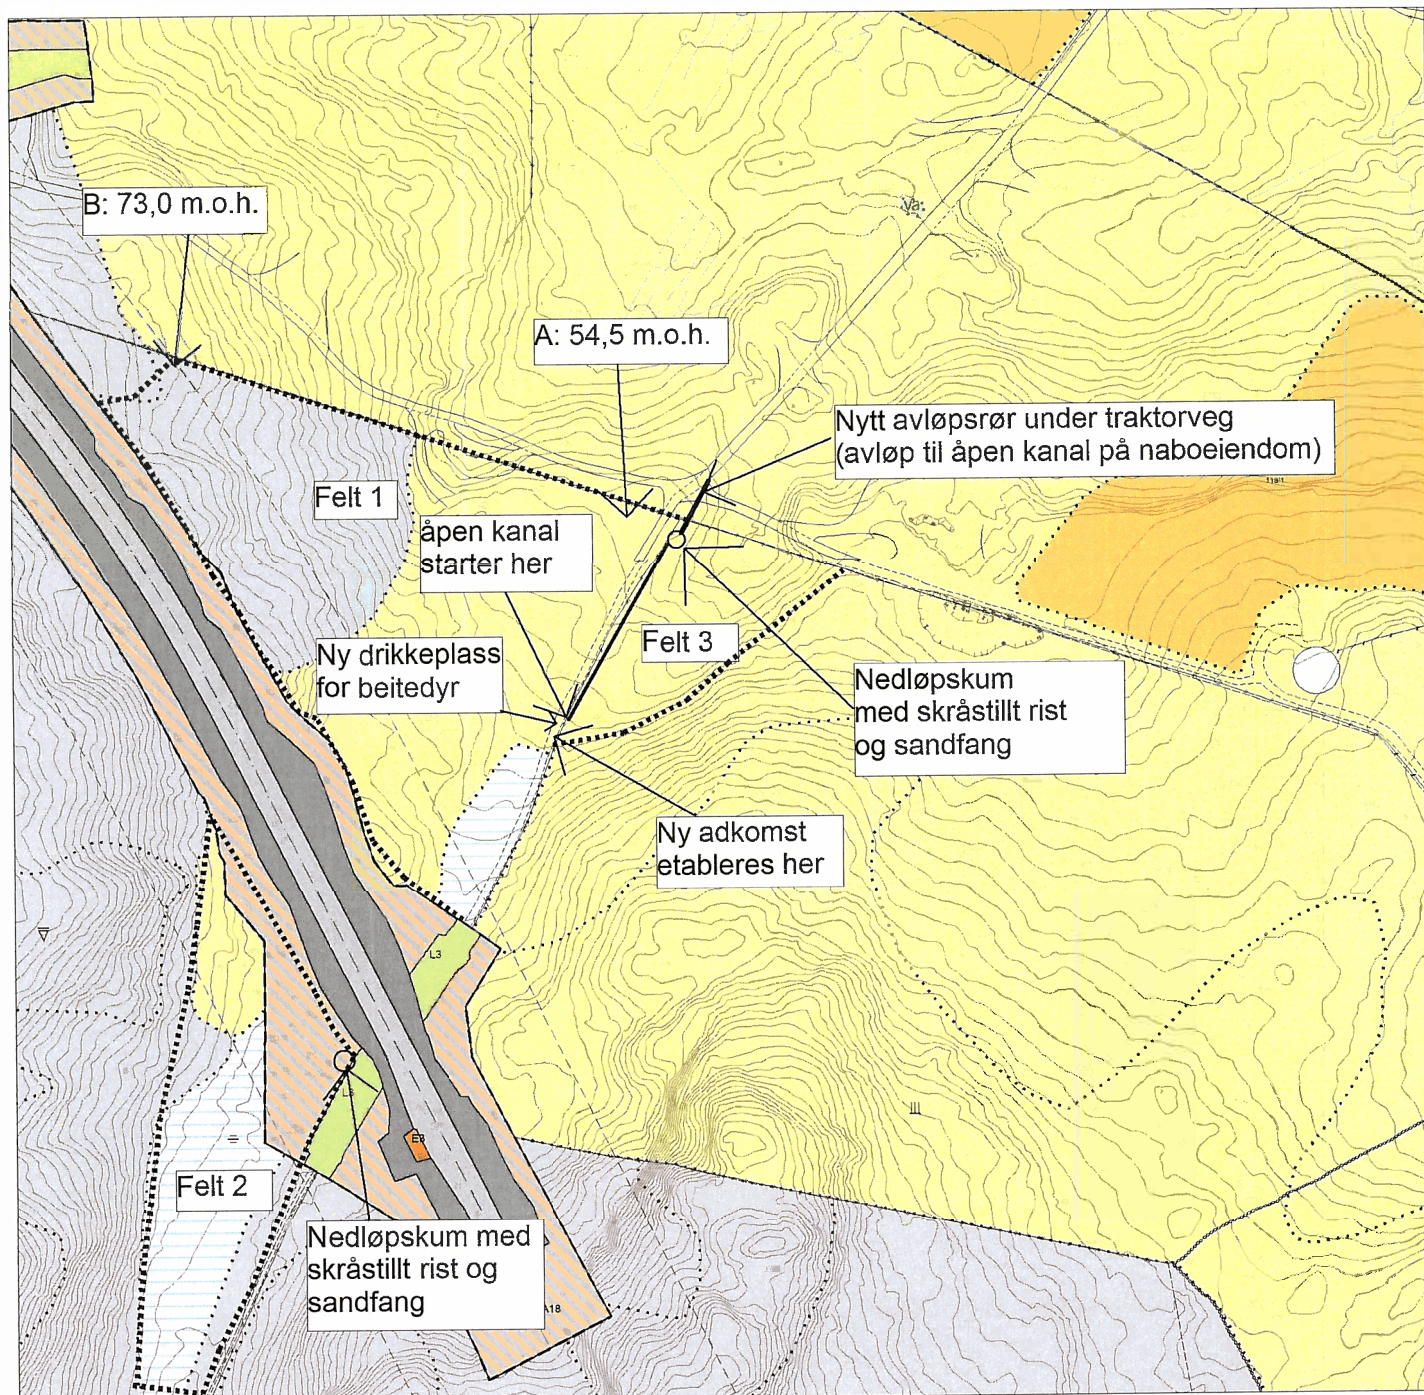 B: 73,0 m.o.h.
A: 54,5 m.o.h.
Nytt avløpsrør under traktorveg
(avløp til åpen kanal på naboeiendom)
Felt 1
åpen kanal
starter her
Felt 3
Ny drikkeplass
for beitedyr
Nedløpskum
med skråstillt rist
og sandfang
Ny adkomst
etableres her
L3
L3
E3
Felt 2
Nedløpskum med
skråstillt rist og
sandfang
A18